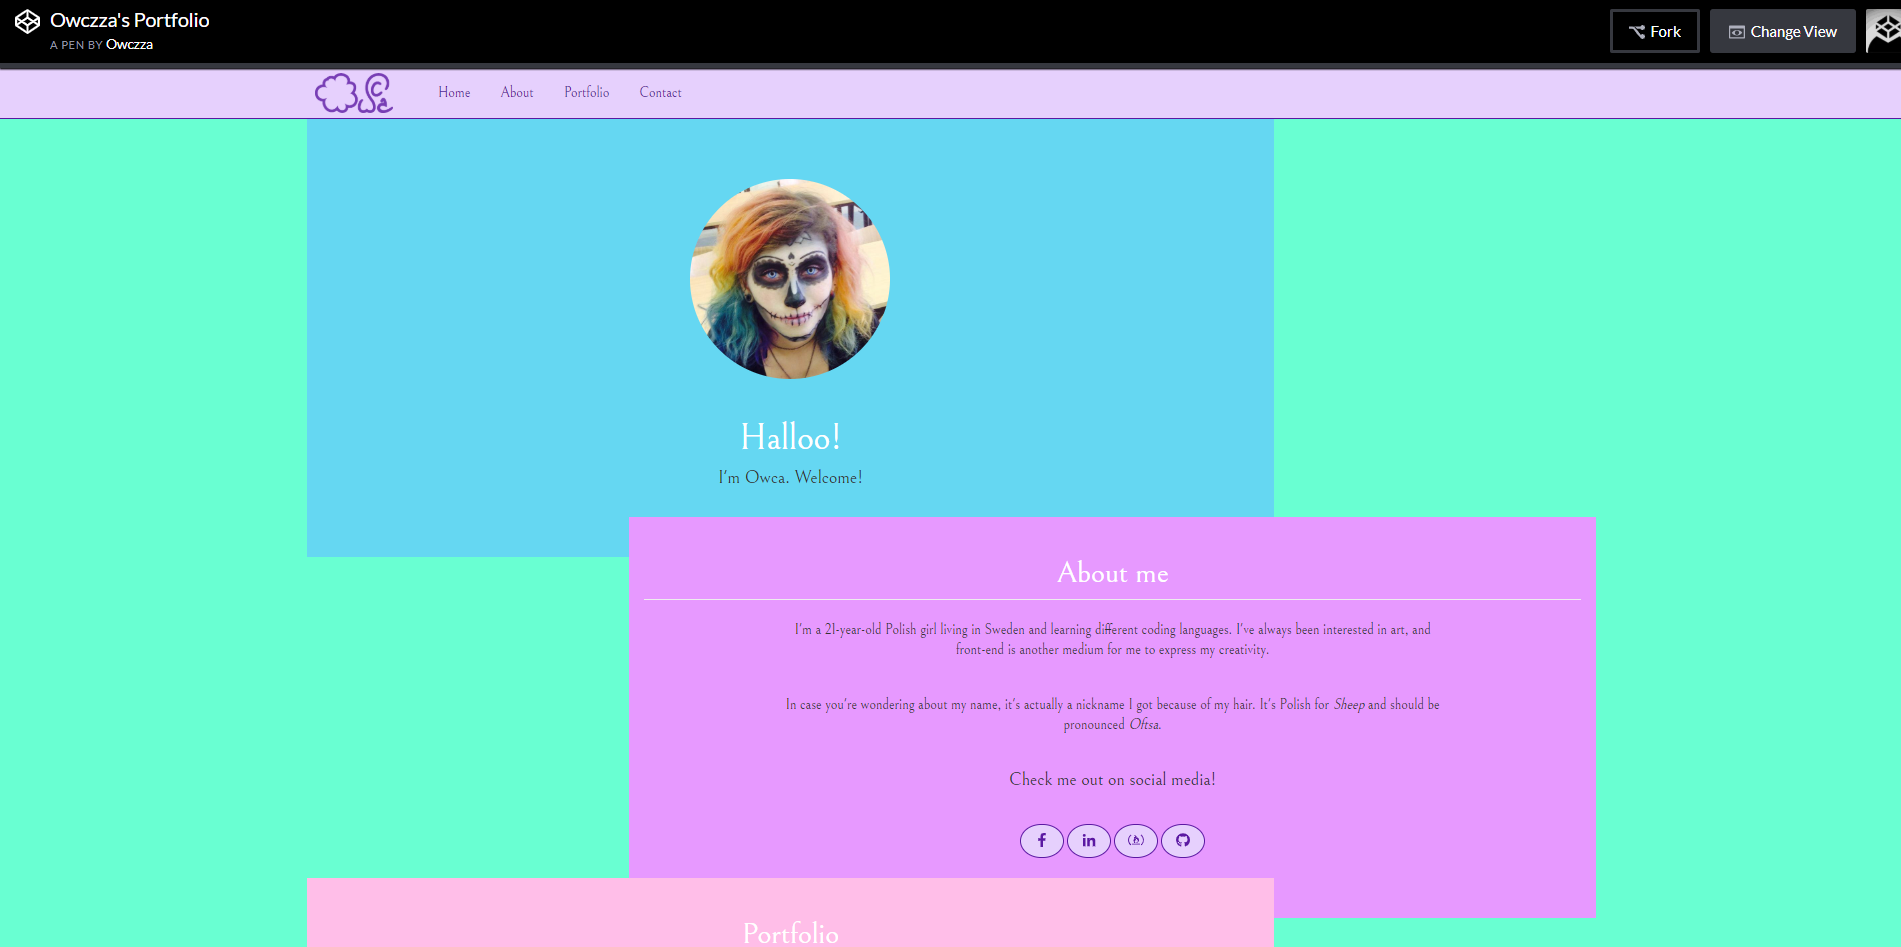 Owczza's Portfolio
A PEN BY Owczza
Fork
Change View
Home
About
Portfolio
Contact
Halloo!
I'm Owca. Welcome!
About me
I'm a 21-year-old Polish girl living in Sweden and learning different coding languages. I've always been interested in art, and
front-end is another medium for me to express my creativity.
In case you're wondering about my name, it's actually a nickname I got because of my hair. It's Polish for Sheep and should be
pronounced Oftsa.
Check me out on social media!
Portfolio